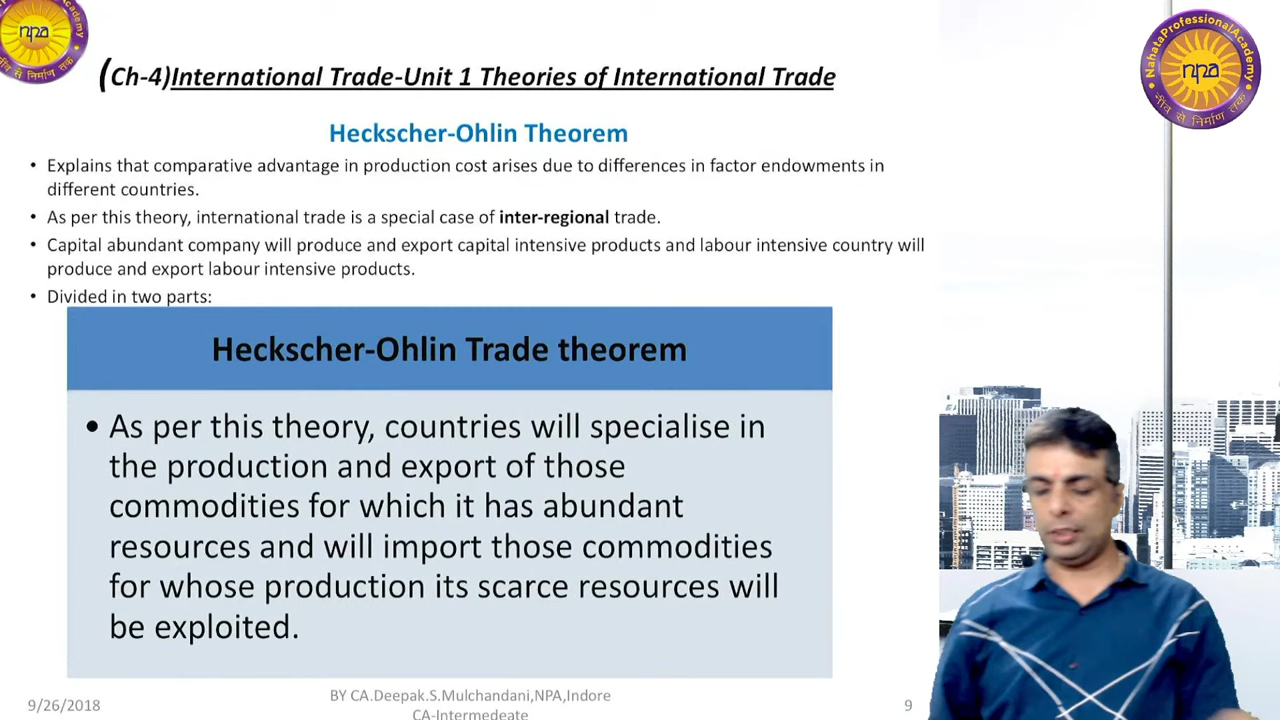 npa
नींव से निर्माण तक
NahataProfessionalAcademy
npa
नींव से निर्माण तक
(Ch-4)International Trade-Unit 1 Theories of International Trade
Heckscher-Ohlin Theorem
• Explains that comparative advantage in production cost arises due to differences in factor endowments in
different countries.
• As per this theory, international trade is a special case of inter-regional trade.
• Capital abundant company will produce and export capital intensive products and labour intensive country will
produce and export labour intensive products.
• Divided in two parts:
Heckscher-Ohlin Trade theorem
• As per this theory, countries will specialise in
the production and export of those
commodities for which it has abundant
resources and will import those commodities
for whose production its scarce resources will
be exploited.
9/26/2018
BY CA.Deepak.S.Mulchandani,NPA,Indore
CA-Intermedeate
9